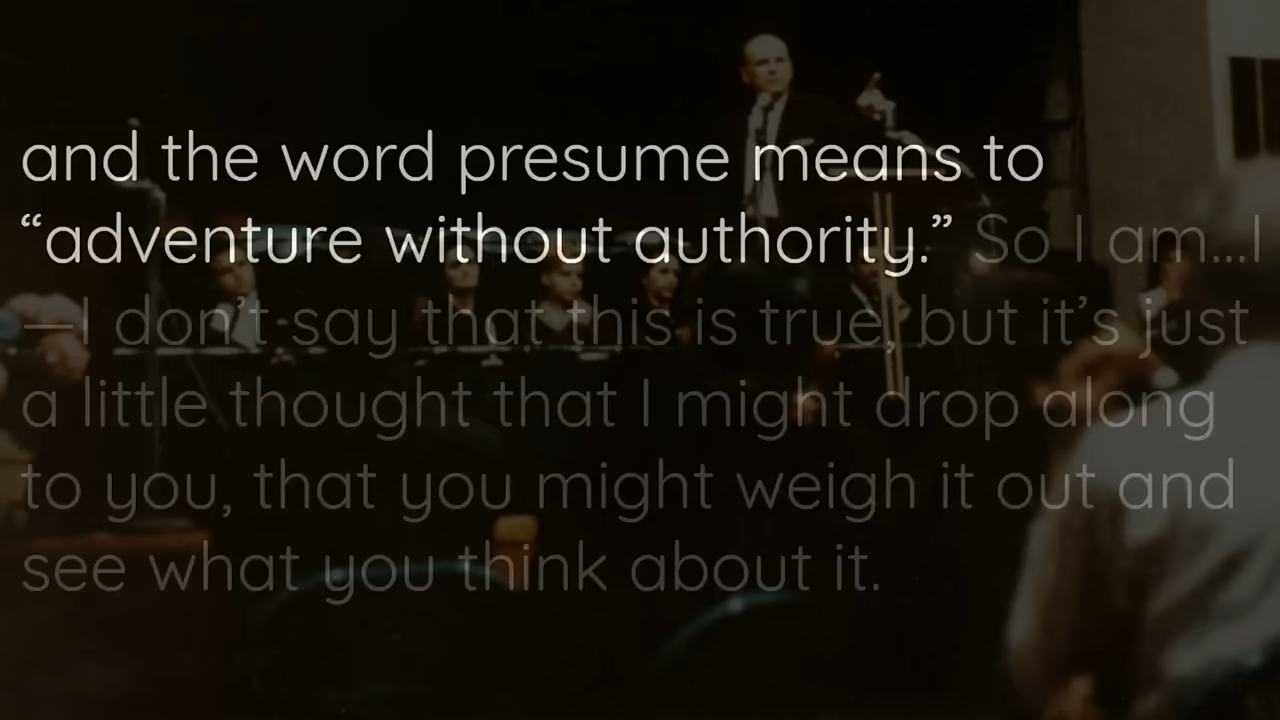 and the word presume means to
“adventure without authority.” So I am...I
—I don’t say that this is true, but it’s just
a little thought that I might drop along
to you, that you might weigh it out and
see what you think about it.